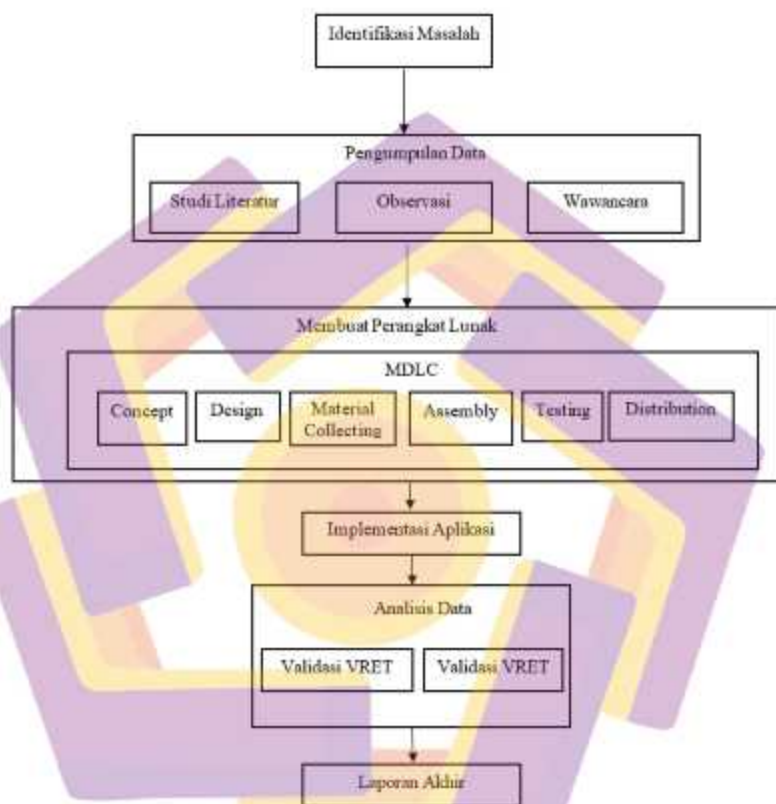 Identifikasi Masalah
Pengumpulan Data
Studi Literatur
Observasi
Wawancara
Membuat Perangkat Lunak
MDLC
Concept
Design
Material
Collecting
Assembly
Testing
Distribution
Implementasi Aplikasi
Analisis Data
Validasi VRET
Validasi VRET
Laporan Akhir